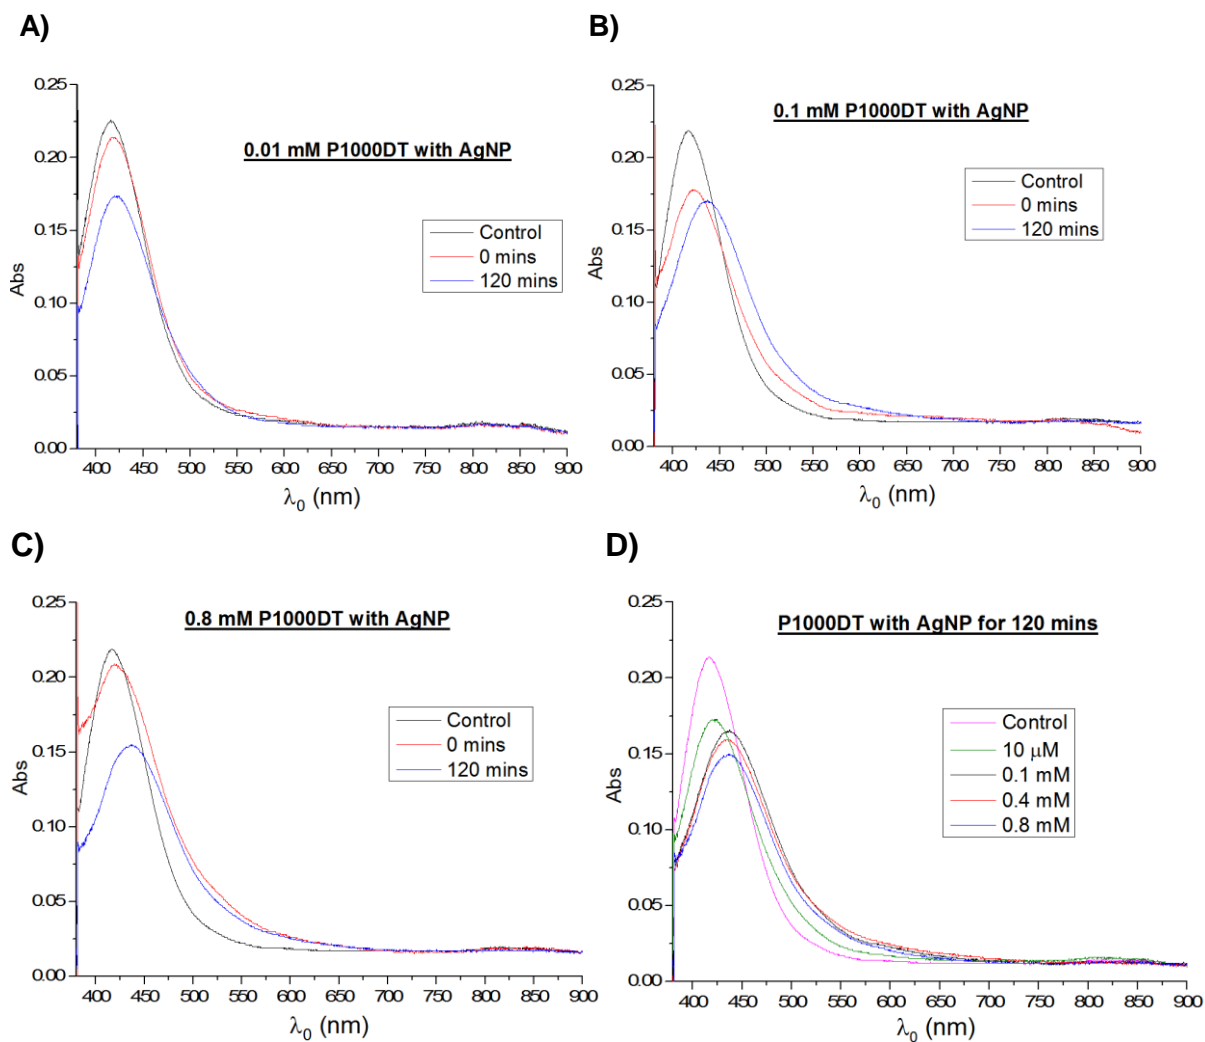 A)
0.01 mM P1000DT with AgNP
0.25
0.20
0.15
0.10
0.05
0.00
Abs
Control
0 mins
120 mins
400 450 500 550 600 650 700 750 800 850 900
λ0 (nm)
B)
0.1 mM P1000DT with AgNP
0.25
0.20
0.15
0.10
0.05
0.00
Abs
Control
0 mins
120 mins
400 450 500 550 600 650 700 750 800 850 900
λ0 (nm)
C)
0.8 mM P1000DT with AgNP
0.25
0.20
0.15
0.10
0.05
0.00
Abs
Control
0 mins
120 mins
400 450 500 550 600 650 700 750 800 850 900
λ0 (nm)
D)
P1000DT with AgNP for 120 mins
0.25
0.20
0.15
0.10
0.05
0.00
Abs
Control
10 μM
0.1 mM
0.4 mM
0.8 mM
400 450 500 550 600 650 700 750 800 850 900
λ0 (nm)